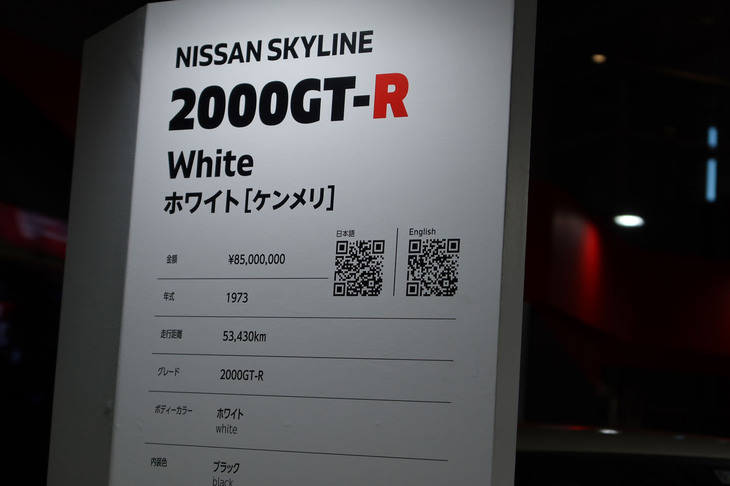 NISSAN SKYLINE
2000GT-R
White
ホワイト[ケンメリ]
日本語
English
金額 ¥85,000,000
年式 1973
走行距離 53,430km
グレード 2000GT-R
ボディーカラー ホワイト
white
内装色 ブラック
black